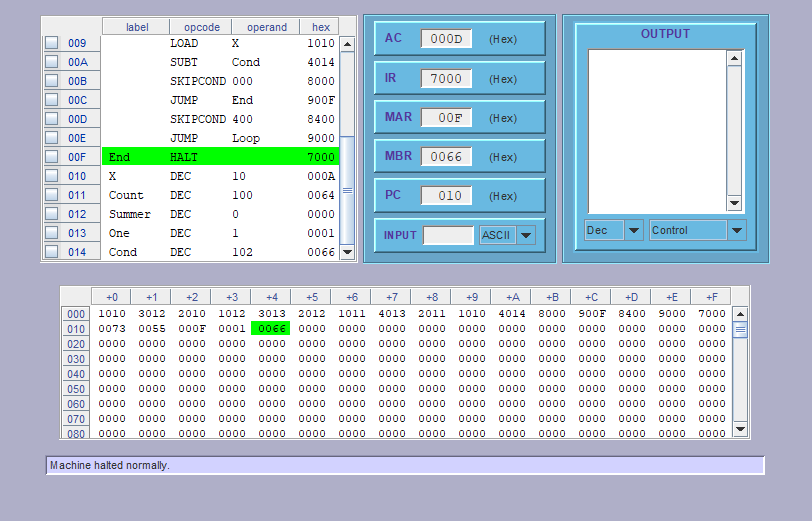 label opcode operand hex
009 LOAD X 1010
00A SUBT Cond 4014
00B SKIPCOND 000 8000
00C JUMP End 900F
00D SKIPCOND 400 8400
00E JUMP Loop 9000
00F End HALT 7000
010 X DEC 10 000A
011 Count DEC 100 0064
012 Summer DEC 0 0000
013 One DEC 1 0001
014 Cond DEC 102 0066
AC 000D (Hex)
IR 7000 (Hex)
MAR 00F (Hex)
MBR 0066 (Hex)
PC 010 (Hex)
INPUT ASCII
OUTPUT
Dec Control
+0 +1 +2 +3 +4 +5 +6 +7 +8 +9 +A +B +C +D +E +F
000 1010 3012 2010 1012 3013 2012 1011 4013 2011 1010 4014 8000 900F 8400 9000 7000
010 0073 0055 000F 0001 0066 0000 0000 0000 0000 0000 0000 0000 0000 0000 0000 0000
020 0000 0000 0000 0000 0000 0000 0000 0000 0000 0000 0000 0000 0000 0000 0000 0000
030 0000 0000 0000 0000 0000 0000 0000 0000 0000 0000 0000 0000 0000 0000 0000 0000
040 0000 0000 0000 0000 0000 0000 0000 0000 0000 0000 0000 0000 0000 0000 0000 0000
050 0000 0000 0000 0000 0000 0000 0000 0000 0000 0000 0000 0000 0000 0000 0000 0000
060 0000 0000 0000 0000 0000 0000 0000 0000 0000 0000 0000 0000 0000 0000 0000 0000
070 0000 0000 0000 0000 0000 0000 0000 0000 0000 0000 0000 0000 0000 0000 0000 0000
080 0000 0000 0000 0000 0000 0000 0000 0000 0000 0000 0000 0000 0000 0000 0000 0000
Machine halted normally.